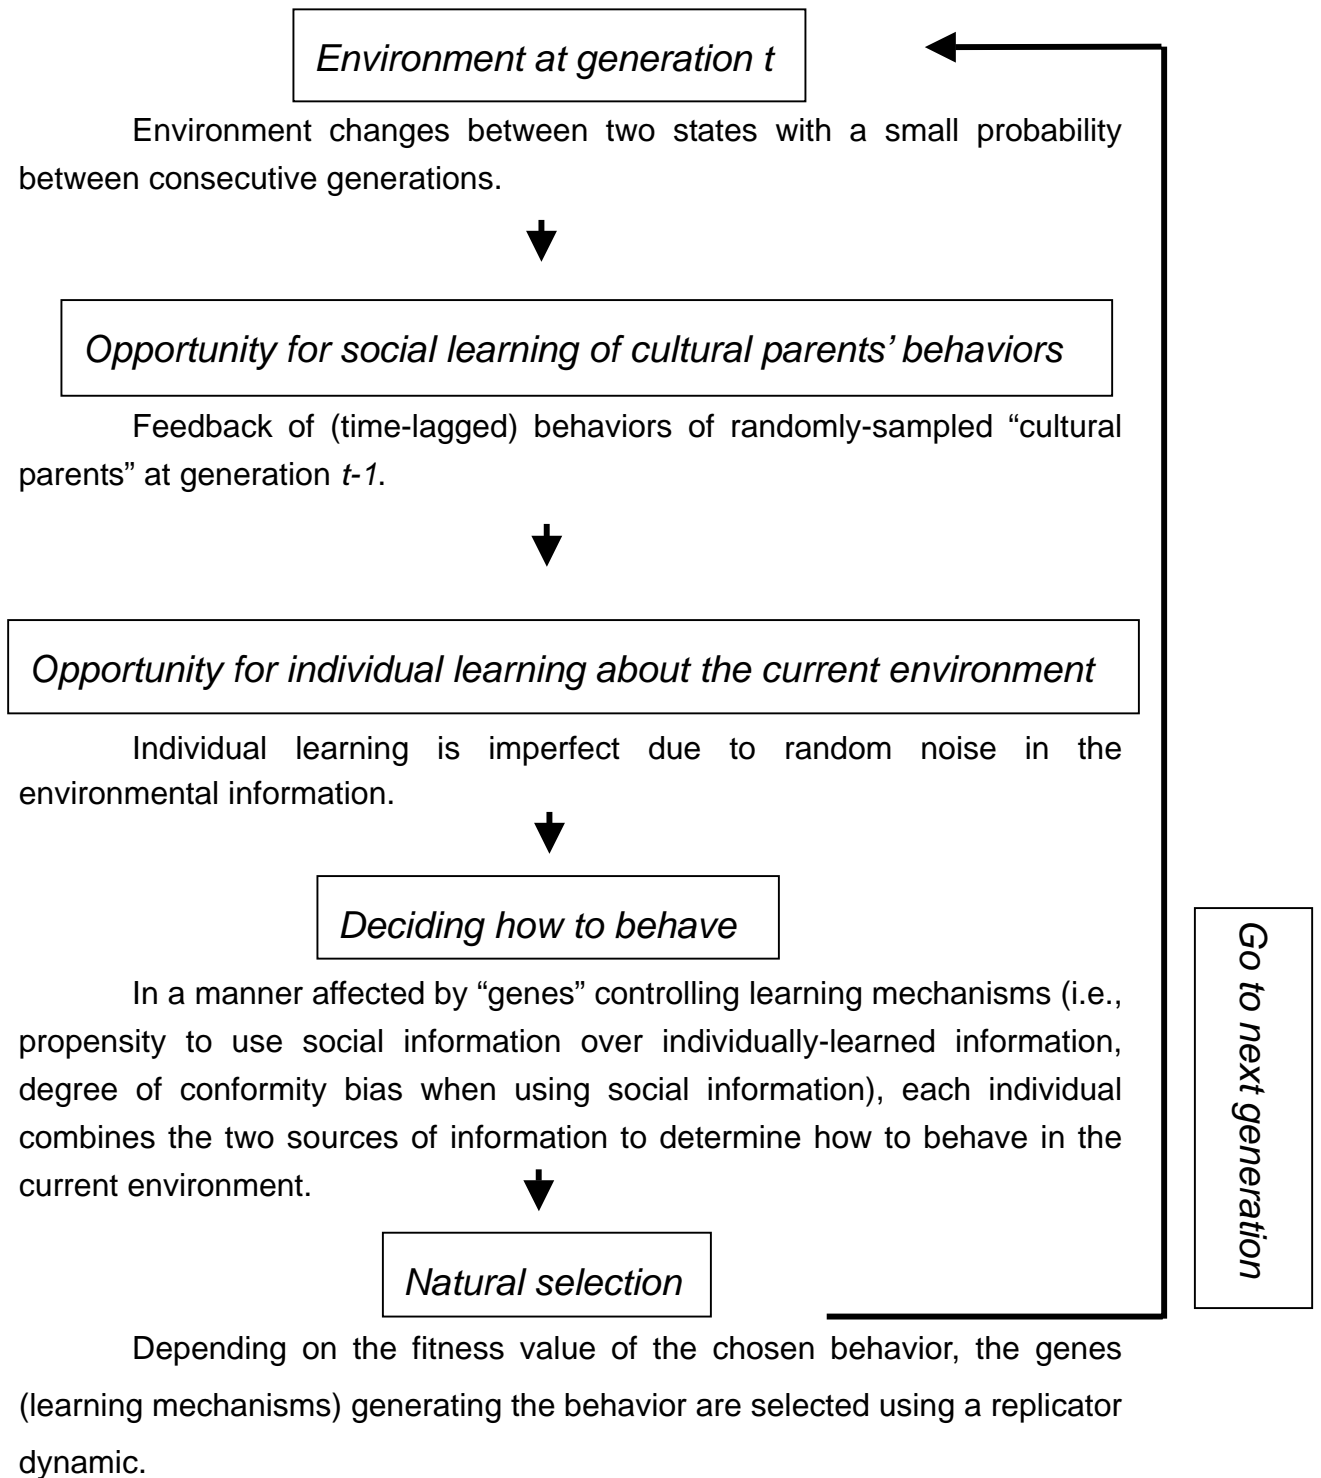 Environment at generation t
Environment changes between two states with a small probability
between consecutive generations.
Opportunity for social learning of cultural parents’ behaviors
Feedback of (time-lagged) behaviors of randomly-sampled “cultural
parents” at generation t-1.
Opportunity for individual learning about the current environment
Individual learning is imperfect due to random noise in the
environmental information.
Deciding how to behave
In a manner affected by “genes” controlling learning mechanisms (i.e.,
propensity to use social information over individually-learned information,
degree of conformity bias when using social information), each individual
combines the two sources of information to determine how to behave in the
current environment.
Natural selection
Depending on the fitness value of the chosen behavior, the genes
(learning mechanisms) generating the behavior are selected using a replicator
dynamic.
Go to next generation